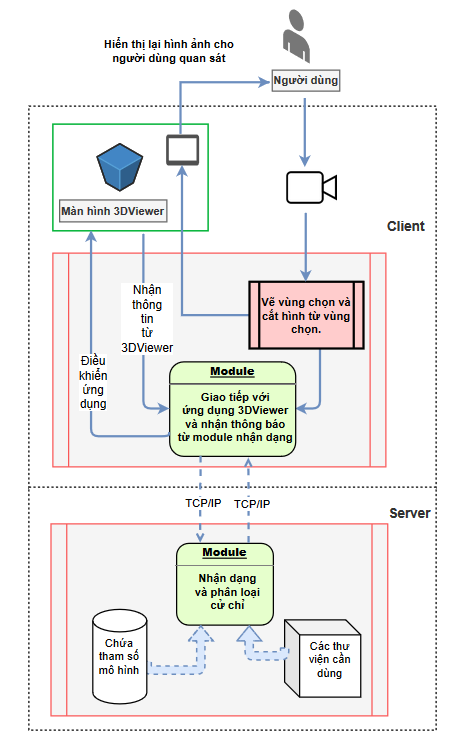 Hiển thị lại hình ảnh cho
người dùng quan sát
Người dùng
Màn hình 3DViewer
Client
Nhận
thông
tin
từ
3DViewer
Vẽ vùng chọn và
cắt hình từ vùng
chọn.
Điều
khiển
ứng
dụng
Module
Giao tiếp với
ứng dụng 3DViewer
và nhận thông báo
từ module nhận dạng
TCP/IP
TCP/IP
Server
Module
Nhận dạng
và phân loại
cử chỉ
Chứa
tham số
mô hình
Các thư
viện cần
dùng